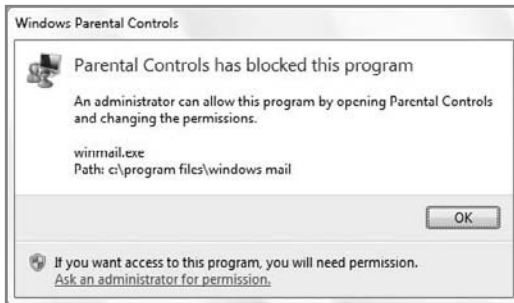 Windows Parental Controls
Parental Controls has blocked this program
An administrator can allow this program by opening Parental Controls
and changing the permissions.
winmail.exe
Path: c:\program files\windows mail
OK
If you want access to this program, you will need permission.
Ask an administrator for permission.